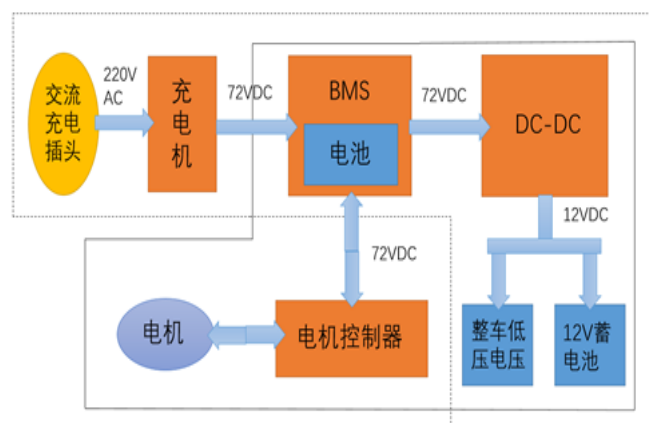 交流
充电
插头
220V
AC
充
电
机
72VDC
BMS
电池
72VDC
DC-DC
12VDC
72VDC
电机
电机控制器
整车低
压电压
12V蓄
电池